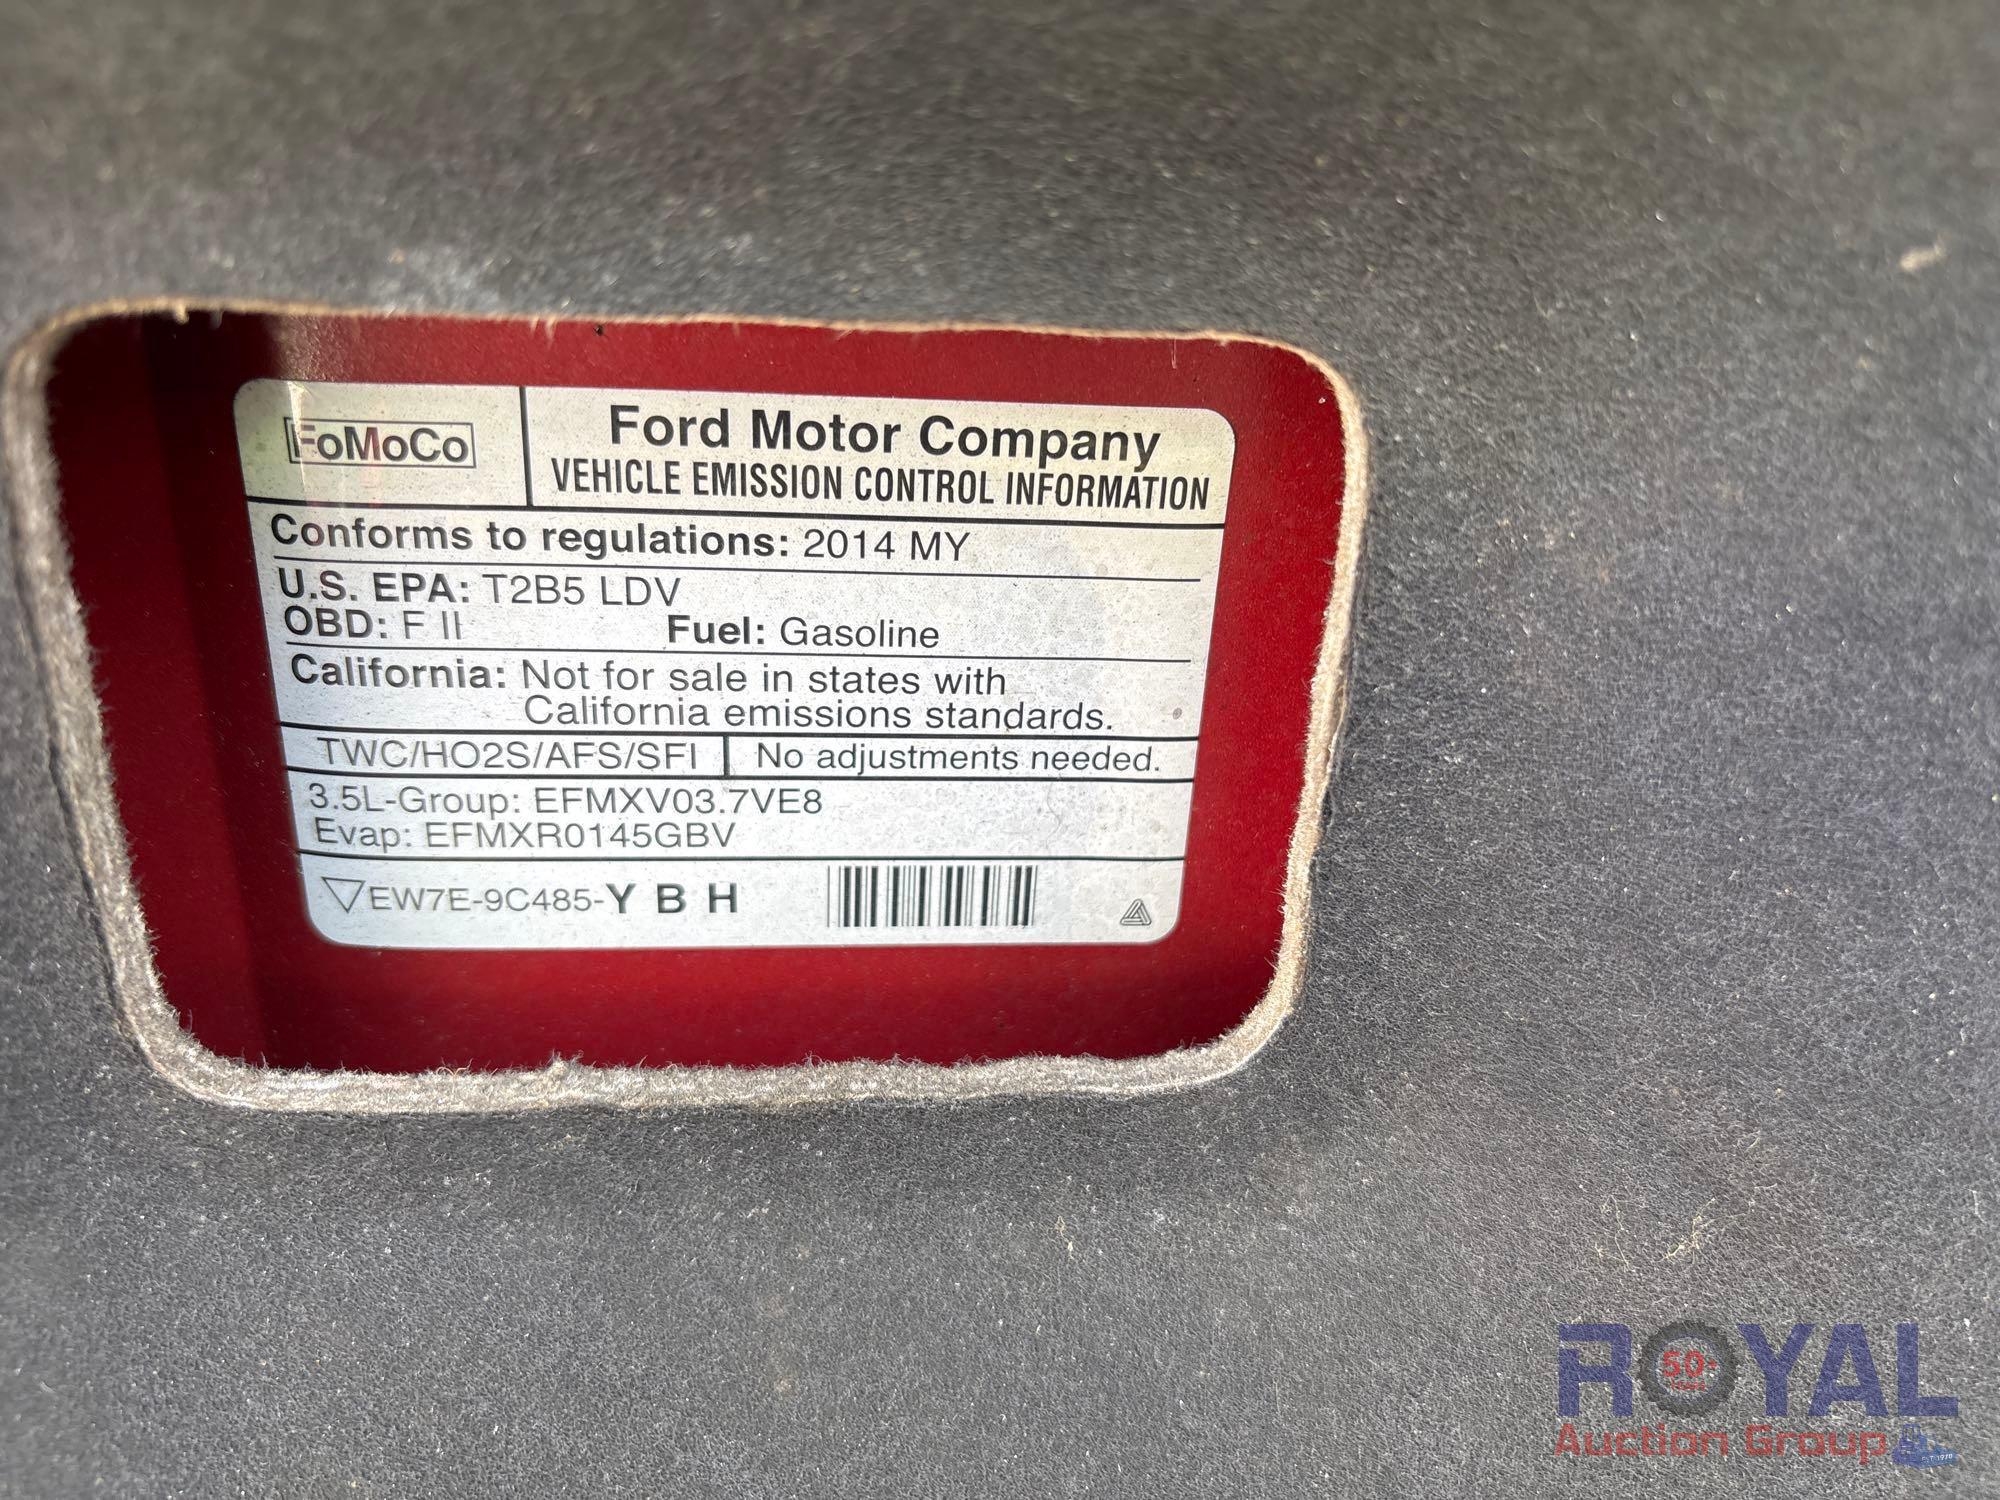 FoMoCo
Ford Motor Company
VEHICLE EMISSION CONTROL INFORMATION
Conforms to regulations: 2014 MY
U.S. EPA: T2B5 LDV
OBD: F II Fuel: Gasoline
California: Not for sale in states with
California emissions standards.
TWC/HO2S/AFS/SFI No adjustments needed.
3.5L-Group: EFMXV03.7VE8
Evap: EFMXR0145GBV
EW7E-9C485-Y B H
ROYAL
50+
Auction Group